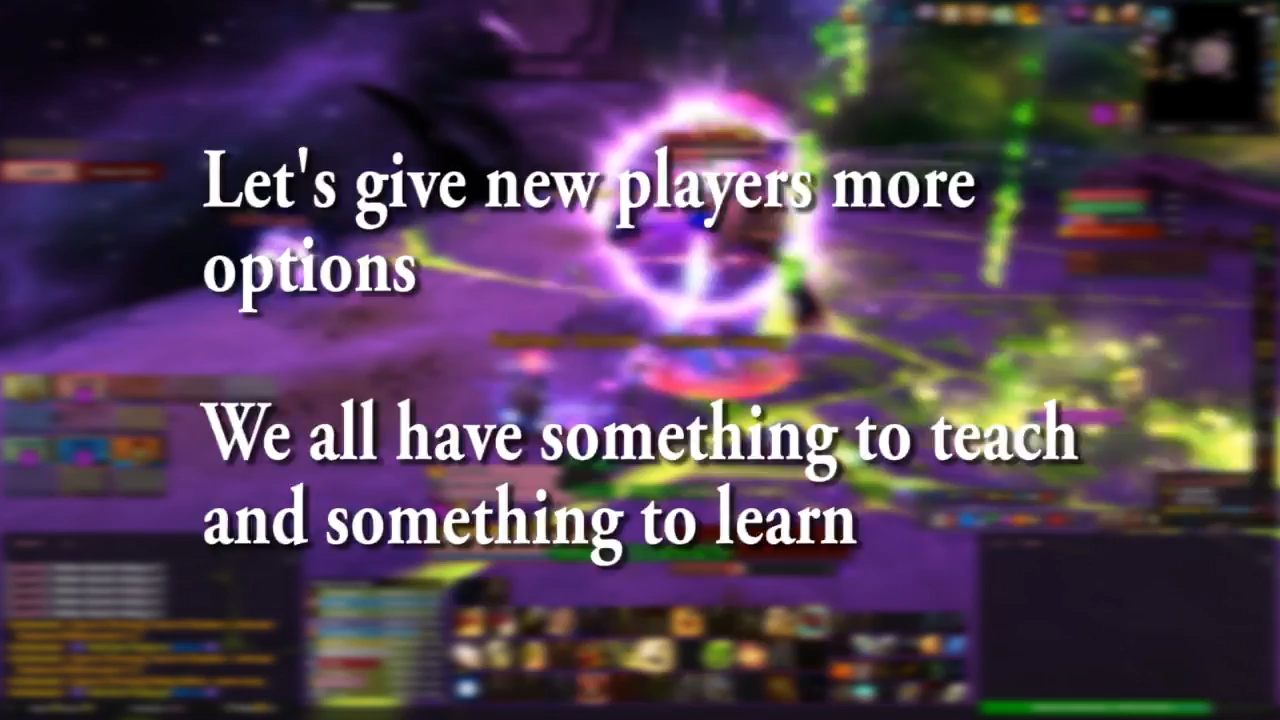 Let's give new players more
options
We all have something to teach
and something to learn